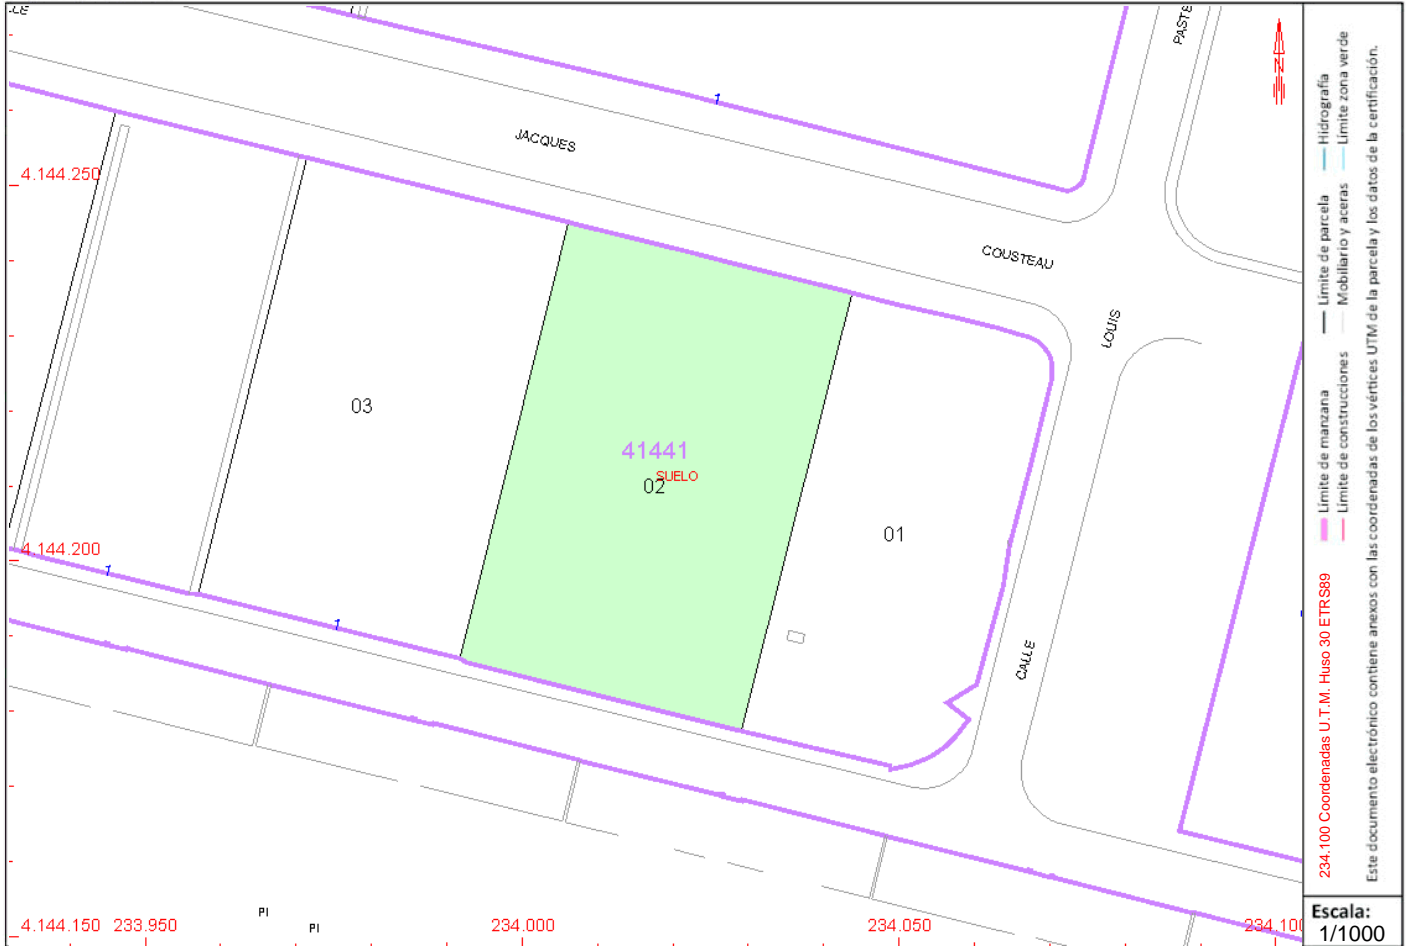 LE
PASTE
1
JACQUES
4.144.250
COUSTEAU
LOUIS
03
41441
SUELO
02
01
4.144.200
1
1
CALLE
PI
PI
4.144.150
233.950
234.000
234.050
234.100
N
Límite de manzana
Límite de parcela
Hidrografía
Límite de construcciones
Mobiliario y aceras
Límite zona verde
234.100 Coordenadas U.T.M. Huso 30 ETRS89
Este documento electrónico contiene anexos con las coordenadas de los vértices UTM de la parcela y los datos de la certificación.
Escala:
1/1000